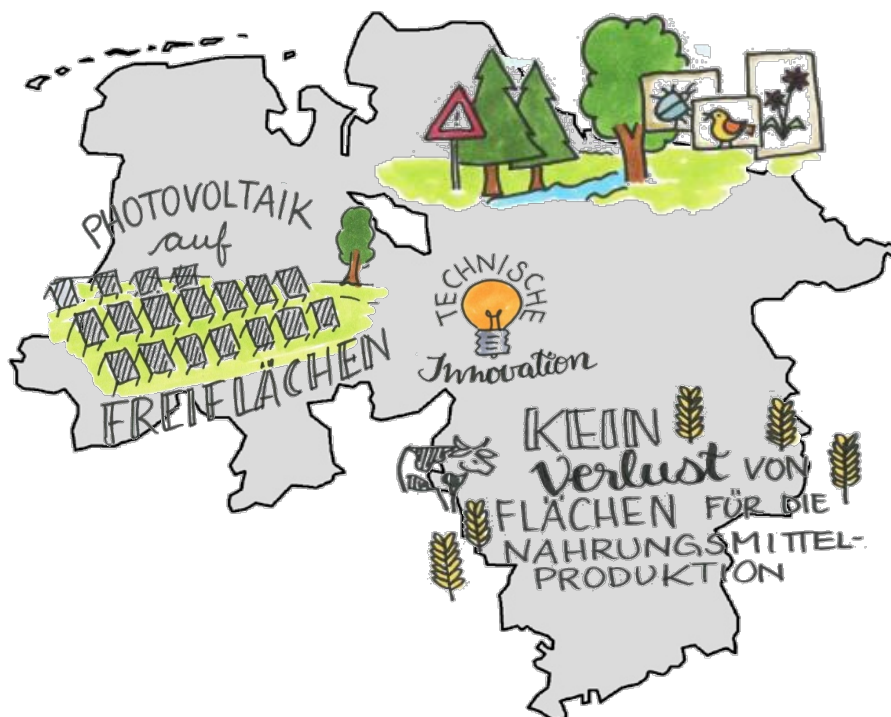 PHOTOVOLTAIK
auf
FREIFLÄCHEN
TECHNISCHE
Innovation
KEIN
Verlust VON
FLÄCHEN FÜR DIE
NAHRUNGSMITTEL-
PRODUKTION